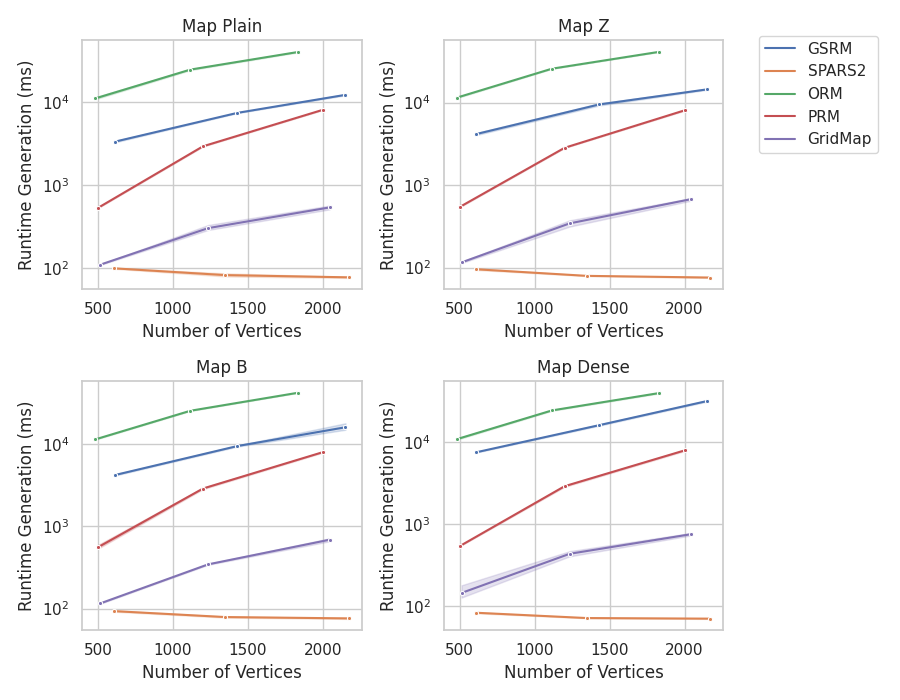 Map Plain
Runtime Generation (ms)
10^4
10^3
10^2
500 1000 1500 2000
Number of Vertices
Map Z
Runtime Generation (ms)
10^4
10^3
10^2
500 1000 1500 2000
Number of Vertices
GSRM
SPARS2
ORM
PRM
GridMap
Map B
Runtime Generation (ms)
10^4
10^3
10^2
500 1000 1500 2000
Number of Vertices
Map Dense
Runtime Generation (ms)
10^4
10^3
10^2
500 1000 1500 2000
Number of Vertices